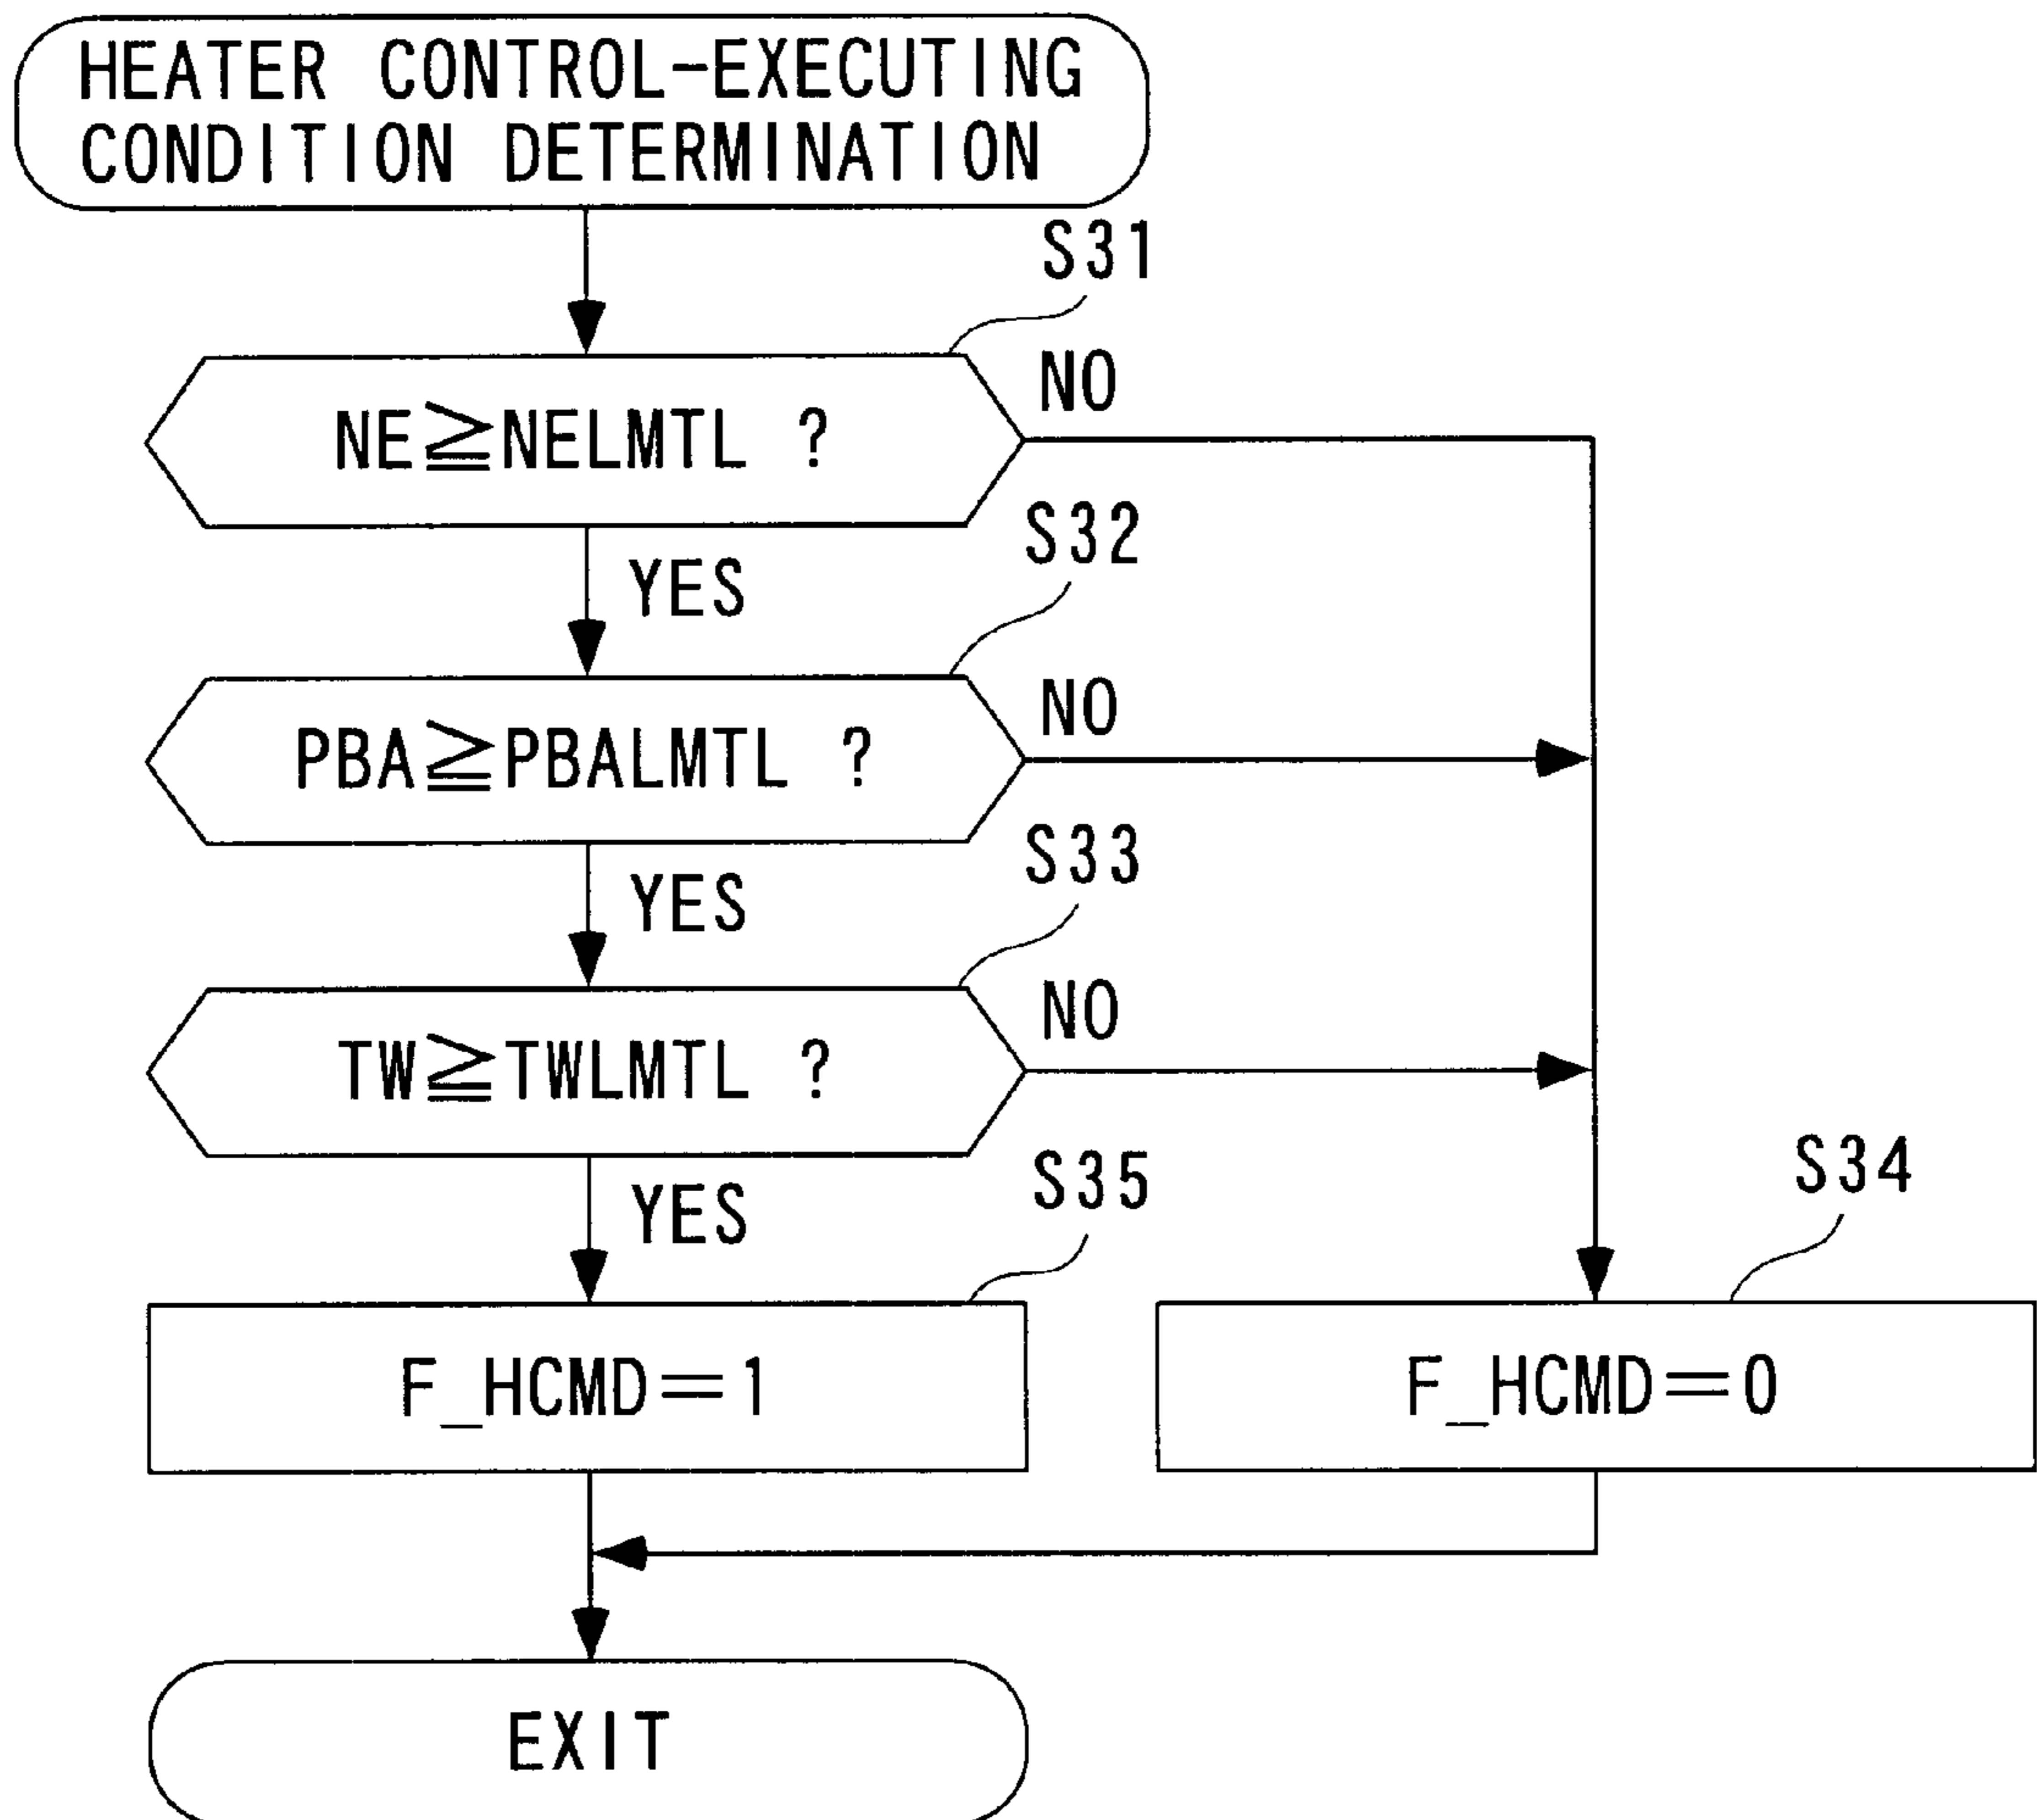 HEATER CONTROL-EXECUTING
CONDITION DETERMINATION
S31
NE≧NELMTL ?
NO
YES
S32
PBA≧PBALMTL ?
NO
YES
S33
TW≧TWLMTL ?
NO
YES
S35
S34
F_HCMD=1
F_HCMD=0
EXIT